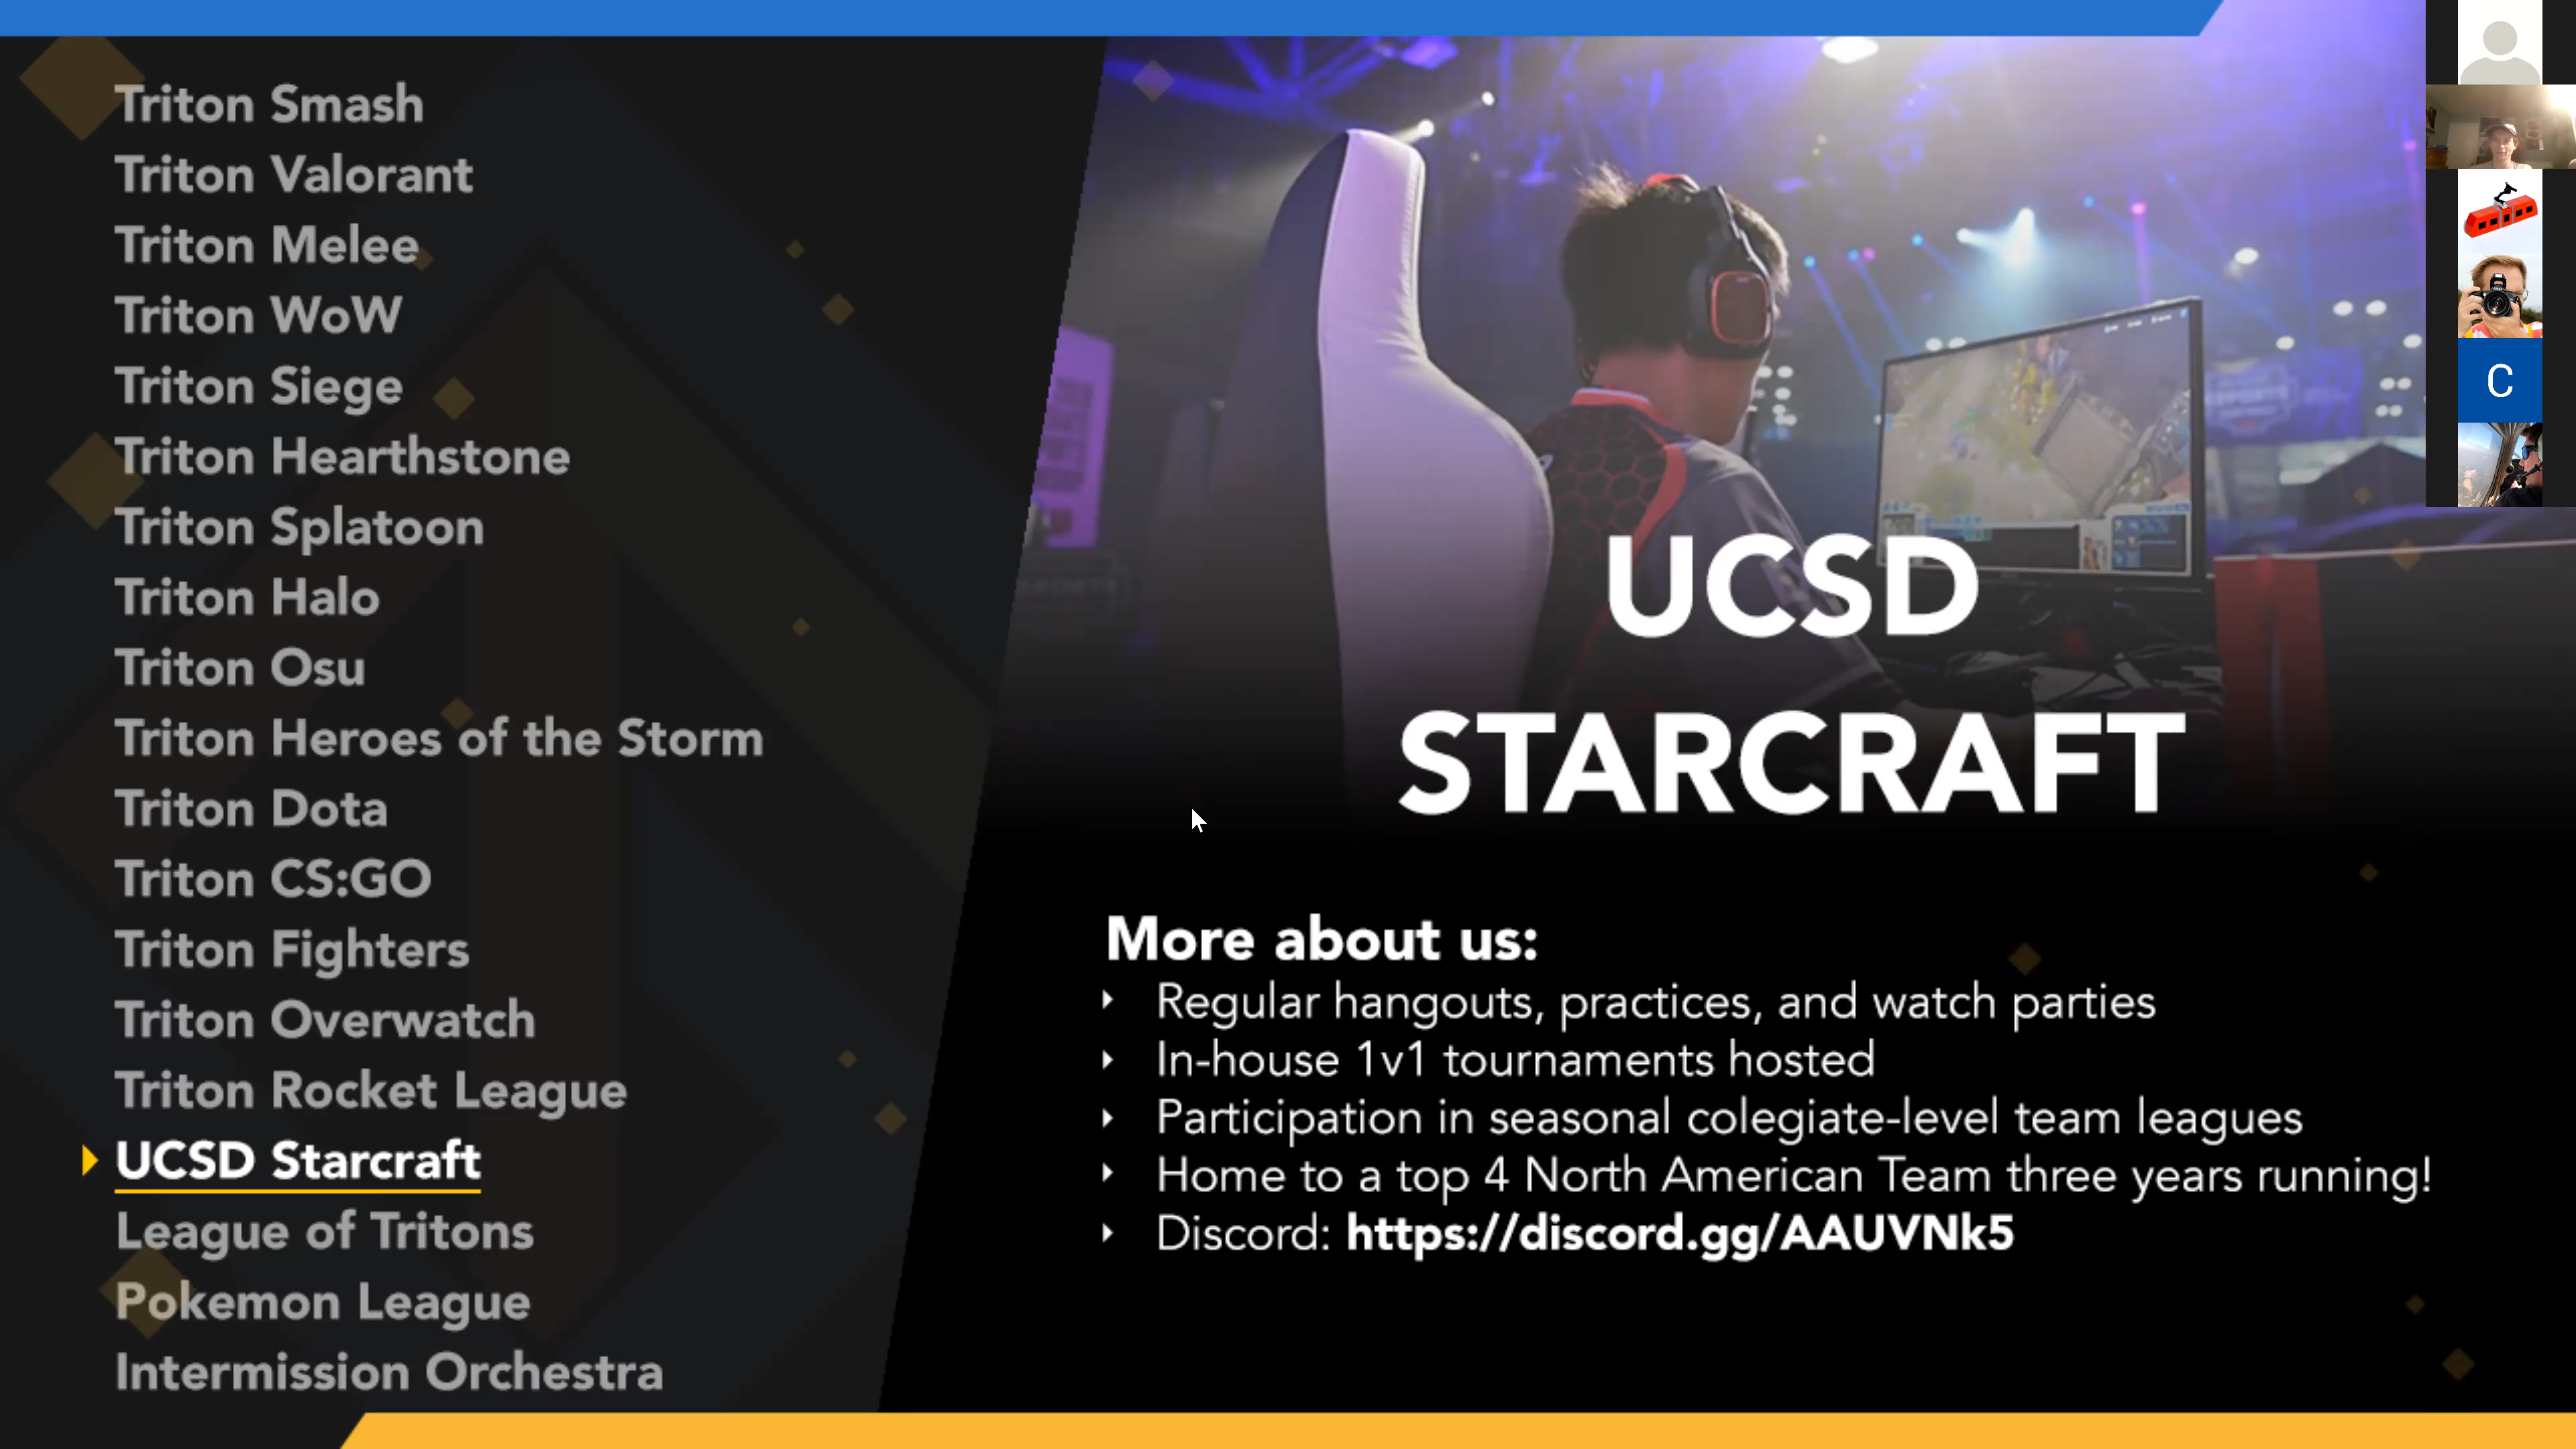 Triton Smash
Triton Valorant
Triton Melee
Triton WoW
Triton Siege
Triton Hearthstone
Triton Splatoon
Triton Halo
Triton Osu
Triton Heroes of the Storm
Triton Dota
Triton CS:GO
Triton Fighters
Triton Overwatch
Triton Rocket League
UCSD Starcraft
League of Tritons
Pokemon League
Intermission Orchestra
UCSD
STARCRAFT
More about us:
‣ Regular hangouts, practices, and watch parties
‣ In-house 1v1 tournaments hosted
‣ Participation in seasonal colegiate-level team leagues
‣ Home to a top 4 North American Team three years running!
‣ Discord: https://discord.gg/AAUVNk5
C